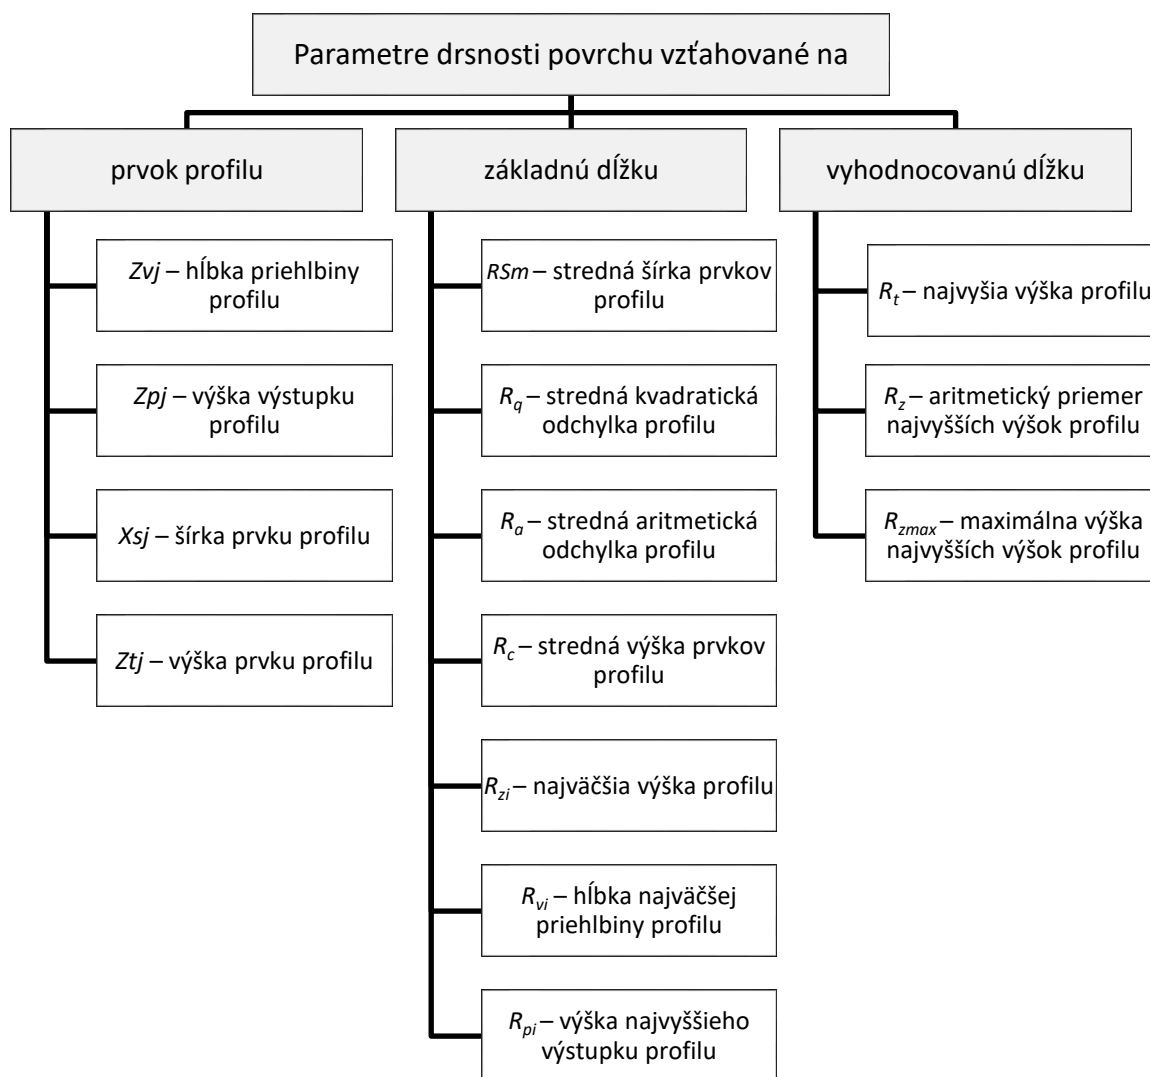 Parametre drsnosti povrchu vzťahované na
prvok profilu
Zvj – hĺbka priehlbiny
profilu
Zpj – výška výstupku
profilu
Xsj – šírka prvku profilu
Ztj – výška prvku profilu
základnú dĺžku
RSm – stredná šírka prvkov
profilu
Rq – stredná kvadratická
odchylka profilu
Ra – stredná aritmetická
odchylka profilu
Rc – stredná výška prvkov
profilu
Rzi – najväčšia výška profilu
Rvi – hĺbka najväčšej
priehlbiny profilu
Rpi – výška najvyššieho
výstupku profilu
vyhodnocovanú dĺžku
Rt – najvyšia výška profilu
Rz – aritmetický priemer
najvyšších výšok profilu
Rzmax – maximálna výška
najvyšších výšok profilu